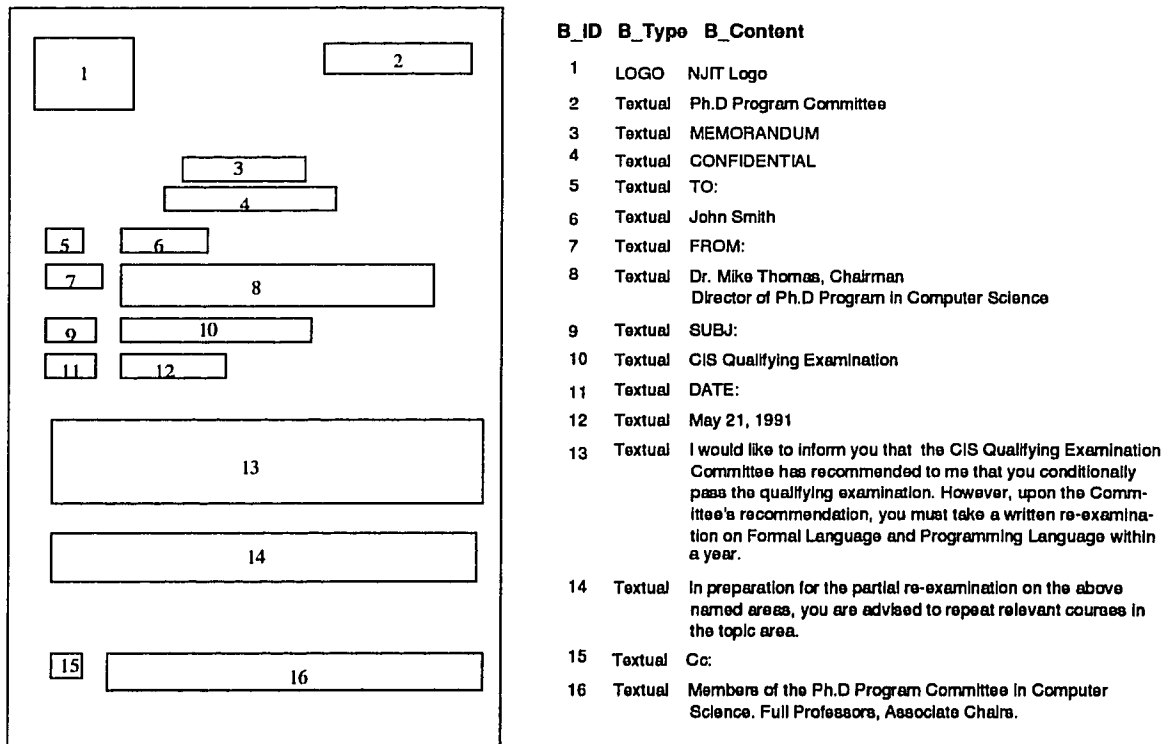 1
2
3
4
5 6
7 8
9 10
11 12
13
14
15 16
B_ID B_Type B_Content
1 LOGO NJIT Logo
2 Textual Ph.D Program Committee
3 Textual MEMORANDUM
4 Textual CONFIDENTIAL
5 Textual TO:
6 Textual John Smith
7 Textual FROM:
8 Textual Dr. Mike Thomas, Chairman
Director of Ph.D Program in Computer Science
9 Textual SUBJ:
10 Textual CIS Qualifying Examination
11 Textual DATE:
12 Textual May 21, 1991
13 Textual I would like to inform you that the CIS Qualifying Examination
Committee has recommended to me that you conditionally
pass the qualifying examination. However, upon the Comm-
ittee's recommendation, you must take a written re-examina-
tion on Formal Language and Programming Language within
a year.
14 Textual In preparation for the partial re-examination on the above
named areas, you are advised to repeat relevant courses in
the topic area.
15 Textual Cc:
16 Textual Members of the Ph.D Program Committee in Computer
Science. Full Professors, Associate Chairs.